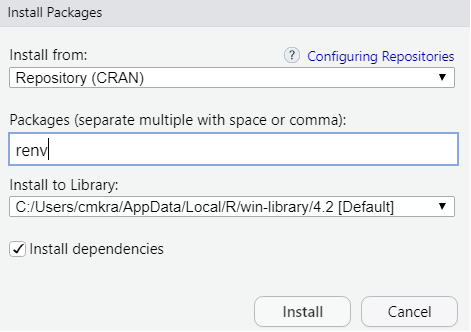 Install Packages
Install from:
? Configuring Repositories
Repository (CRAN)
Packages (separate multiple with space or comma):
renv
Install to Library:
C:/Users/cmkra/AppData/Local/R/win-library/4.2 [Default]
Install dependencies
Install Cancel